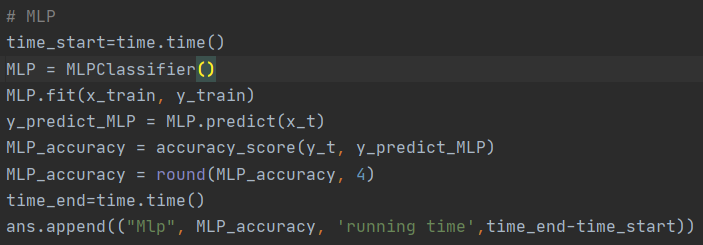 # MLP
time_start=time.time()
MLP = MLPClassifier()
MLP.fit(x_train, y_train)
y_predict_MLP = MLP.predict(x_t)
MLP_accuracy = accuracy_score(y_t, y_predict_MLP)
MLP_accuracy = round(MLP_accuracy, 4)
time_end=time.time()
ans.append(("Mlp", MLP_accuracy, 'running time',time_end-time_start))